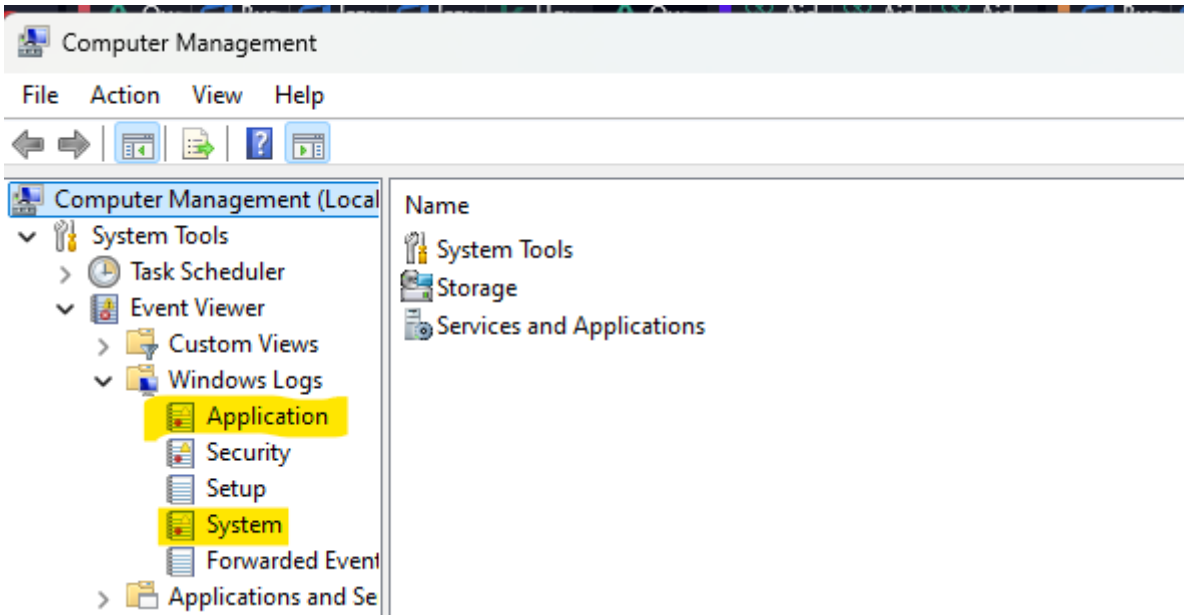 Computer Management
File Action View Help
Computer Management (Local
System Tools
Task Scheduler
Event Viewer
Custom Views
Windows Logs
Application
Security
Setup
System
Forwarded Event
Applications and Se
Name
System Tools
Storage
Services and Applications